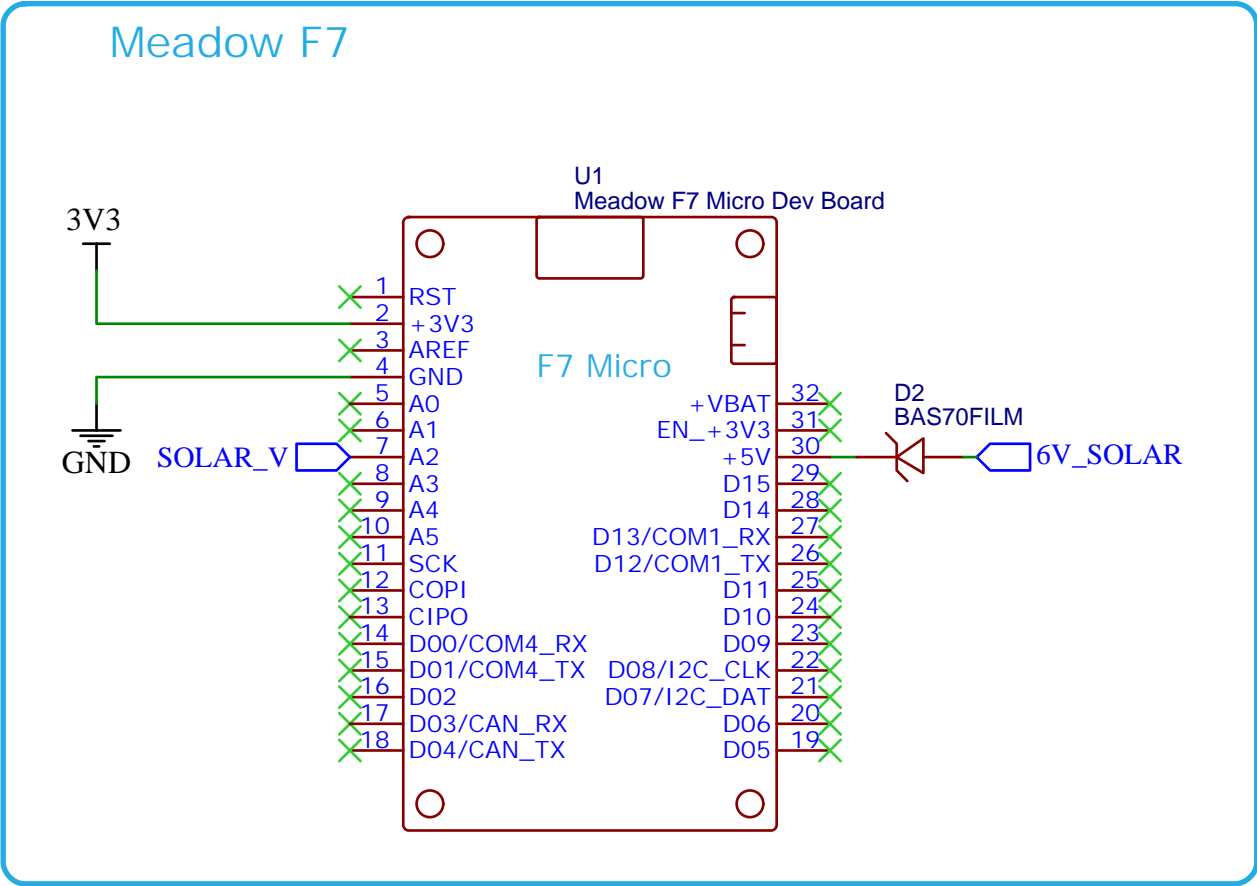 Meadow F7
U1
Meadow F7 Micro Dev Board
3V3
GND
SOLAR_V
F7 Micro
1 RST
2 +3V3
3 AREF
4 GND
5 A0
6 A1
7 A2
8 A3
9 A4
10 A5
11 SCK
12 COPI
13 CIPO
14 D00/COM4_RX
15 D01/COM4_TX
16 D02
17 D03/CAN_RX
18 D04/CAN_TX
+VBAT 32
EN_+3V3 31
+5V 30
D15 29
D14 28
D13/COM1_RX 27
D12/COM1_TX 26
D11 25
D10 24
D09 23
D08/I2C_CLK 22
D07/I2C_DAT 21
D06 20
D05 19
D2
BAS70FILM
6V_SOLAR